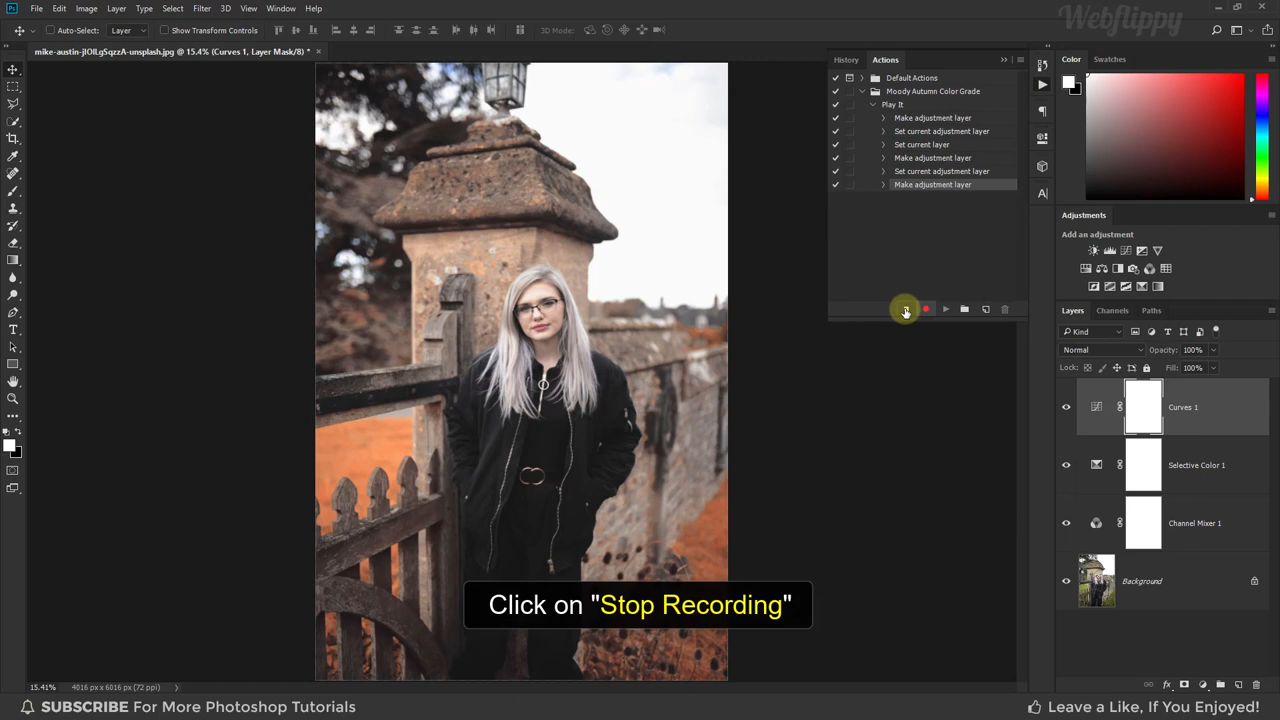 Ps File Edit Image Layer Type Select Filter 3D View Window Help
Webflippy
Auto-Select: Layer Show Transform Controls 3D Mode:
mike-austin-jIOlLgSqzzA-unsplash.jpg @ 15.4% (Curves 1, Layer Mask/8) *
History Actions
Default Actions
Moody Autumn Color Grade
Play It
Make adjustment layer
Set current adjustment layer
Set current layer
Make adjustment layer
Set current adjustment layer
Make adjustment layer
Color Swatches
Adjustments
Add an adjustment
Layers Channels Paths
Kind
Normal Opacity: 100%
Lock: Fill: 100%
Curves 1
Selective Color 1
Channel Mixer 1
Background
Click on "Stop Recording"
15.41% 4016 px x 6016 px (72 ppi)
SUBSCRIBE For More Photoshop Tutorials
Leave a Like, If You Enjoyed!